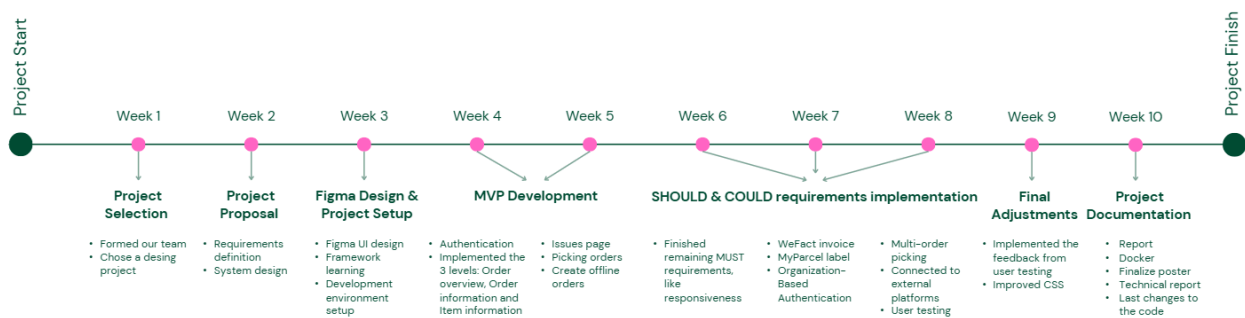 Project Start
Project Finish
Week 1
Week 2
Week 3
Week 4
Week 5
Week 6
Week 7
Week 8
Week 9
Week 10
Project
Selection
• Formed our team
• Chose a desing
project
Project
Proposal
• Requirements
definition
• System design
Figma Design &
Project Setup
• Figma UI design
• Framework
learning
• Development
environment
setup
MVP Development
• Authentication
• Implemented the
3 levels: Order
overview, Order
information and
Item information
• Issues page
• Picking orders
• Create offline
orders
SHOULD & COULD requirements implementation
• Finished
remaining MUST
requirements,
like
responsiveness
• WeFact invoice
• MyParcel label
• Organization-
Based
Authentication
• Multi-order
picking
• Connected to
external
platforms
• User testing
Final
Adjustments
• Implemented the
feedback from
user testing
• Improved CSS
Project
Documentation
• Report
• Docker
• Finalize poster
• Technical report
• Last changes to
the code